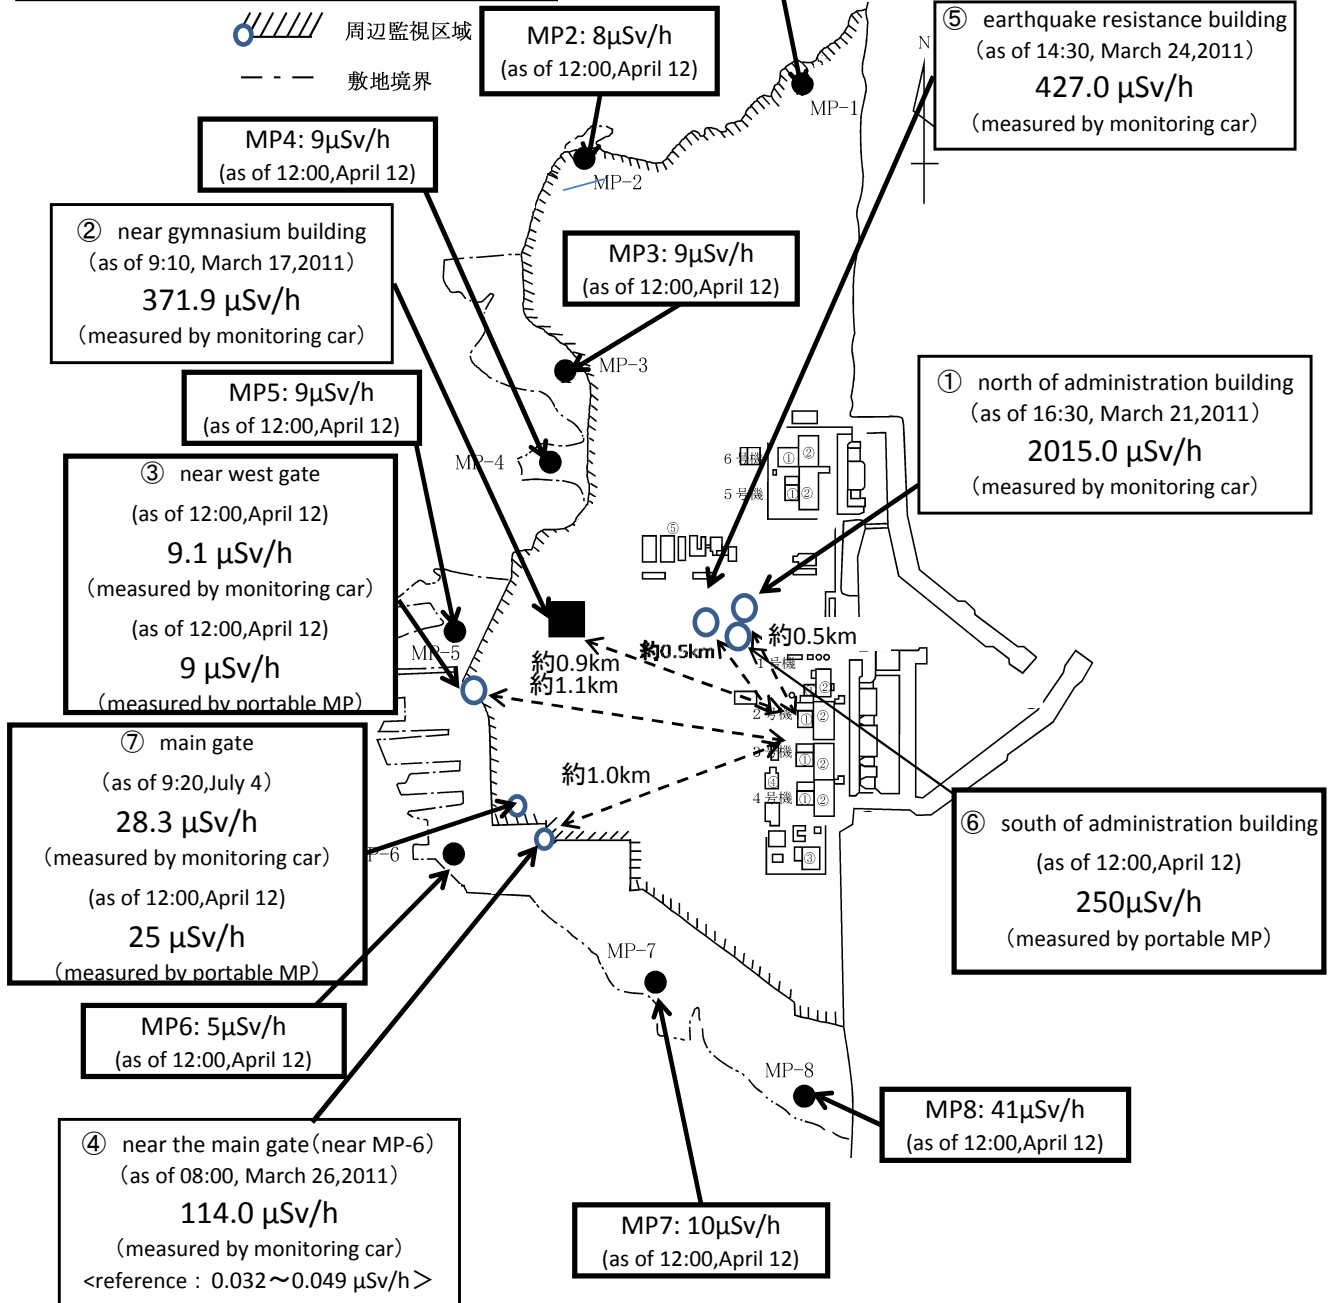 周辺監視区域
敷地境界
MP2: 8μSv/h
(as of 12:00,April 12)
⑤ earthquake resistance building
(as of 14:30, March 24,2011)
427.0 μSv/h
(measured by monitoring car)
N
MP-1
MP4: 9μSv/h
(as of 12:00,April 12)
MP-2
② near gymnasium building
(as of 9:10, March 17,2011)
371.9 μSv/h
(measured by monitoring car)
MP3: 9μSv/h
(as of 12:00,April 12)
MP-3
① north of administration building
(as of 16:30, March 21,2011)
2015.0 μSv/h
(measured by monitoring car)
MP5: 9μSv/h
(as of 12:00,April 12)
MP-4
6号機
① ②
5号機
① ②
③ near west gate
(as of 12:00,April 12)
9.1 μSv/h
(measured by monitoring car)
(as of 12:00,April 12)
9 μSv/h
(measured by portable MP)
⑤
MP-5
約0.9km
約1.1km
約0.5km
約0.5km
1号機
②
2号機
① ②
3号機
① ②
④
4号機
① ②
③
約1.0km
⑦ main gate
(as of 9:20,July 4)
28.3 μSv/h
(measured by monitoring car)
(as of 12:00,April 12)
25 μSv/h
(measured by portable MP)
P-6
⑥ south of administration building
(as of 12:00,April 12)
250μSv/h
(measured by portable MP)
MP-7
MP6: 5μSv/h
(as of 12:00,April 12)
MP-8
MP8: 41μSv/h
(as of 12:00,April 12)
④ near the main gate(near MP-6)
(as of 08:00, March 26,2011)
114.0 μSv/h
(measured by monitoring car)
<reference : 0.032～0.049 μSv/h＞
MP7: 10μSv/h
(as of 12:00,April 12)